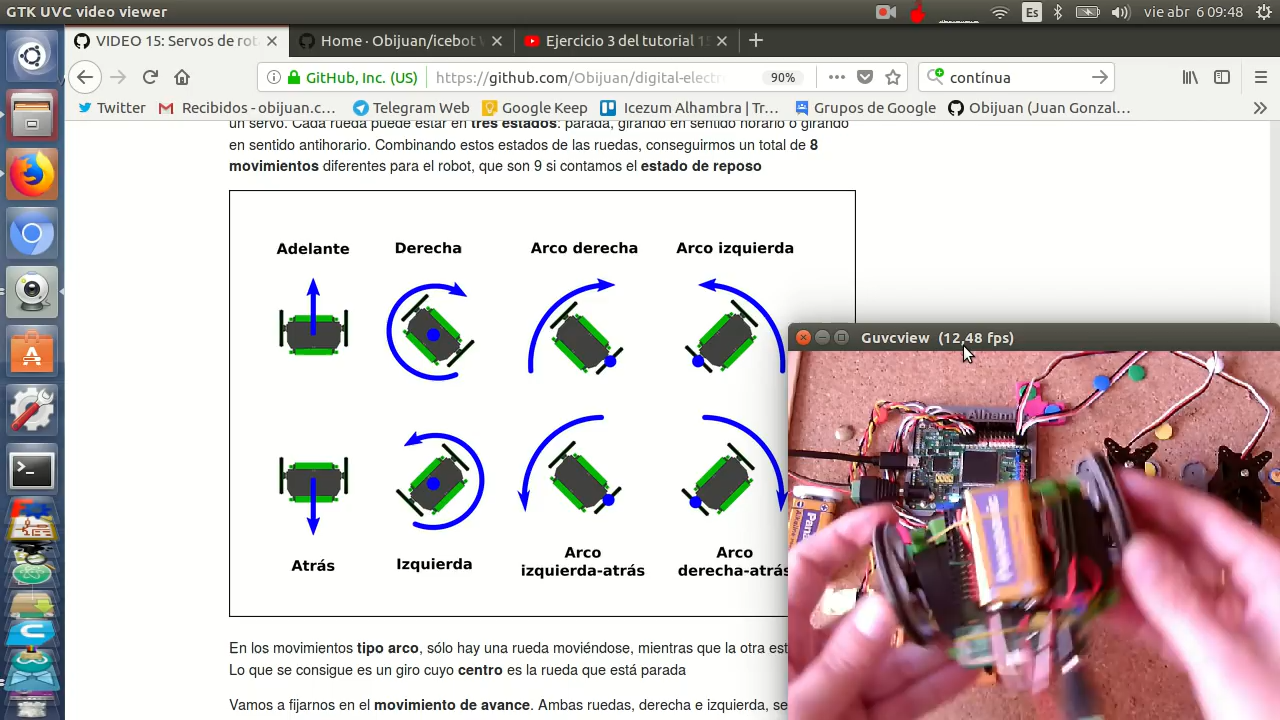 GTK UVC video viewer
Es
vie abr 6 09:48
VIDEO 15: Servos de rota
Home · Obijuan/icebot W
Ejercicio 3 del tutorial 15
GitHub, Inc. (US)
https://github.com/Obijuan/digital-electr
90%
contínua
Twitter
Recibidos - obijuan.c…
Telegram Web
Google Keep
Icezum Alhambra | Tr…
Grupos de Google
Obijuan (Juan Gonzal…
un servo. Cada rueda puede estar en tres estados: parada, girando en sentido horario o girando
en sentido antihorario. Combinando estos estados de las ruedas, conseguirmos un total de 8
movimientos diferentes para el robot, que son 9 si contamos el estado de reposo
Adelante
Derecha
Arco derecha
Arco izquierda
Atrás
Izquierda
Arco
izquierda-atrás
Arco
derecha-atrás
En los movimientos tipo arco, sólo hay una rueda moviéndose, mientras que la otra est
Lo que se consigue es un giro cuyo centro es la rueda que está parada
Vamos a fijarnos en el movimiento de avance. Ambas ruedas, derecha e izquierda, se
Guvcview (12,48 fps)